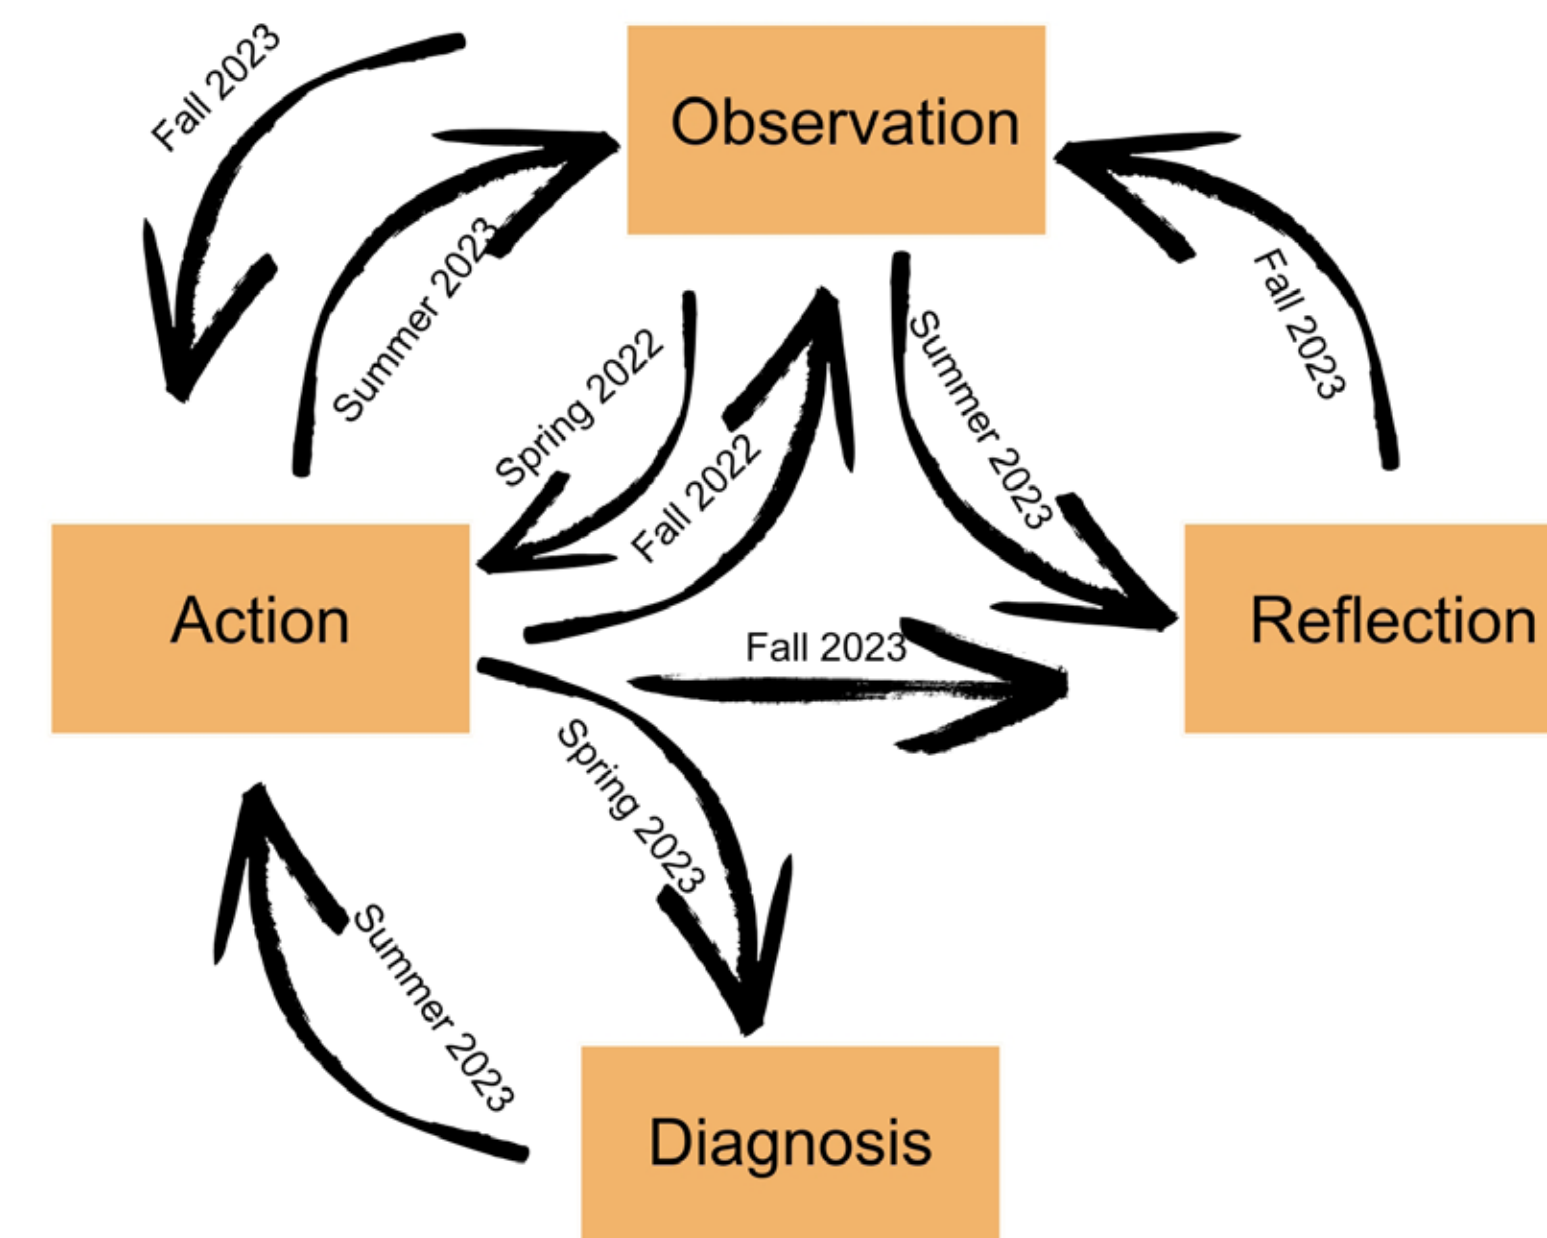 Fall 2023
Observation
Summer 2023
Fall 2023
Spring 2022
Summer 2023
Fall 2022
Action
Fall 2023
Reflection
Spring 2023
Summer 2023
Diagnosis